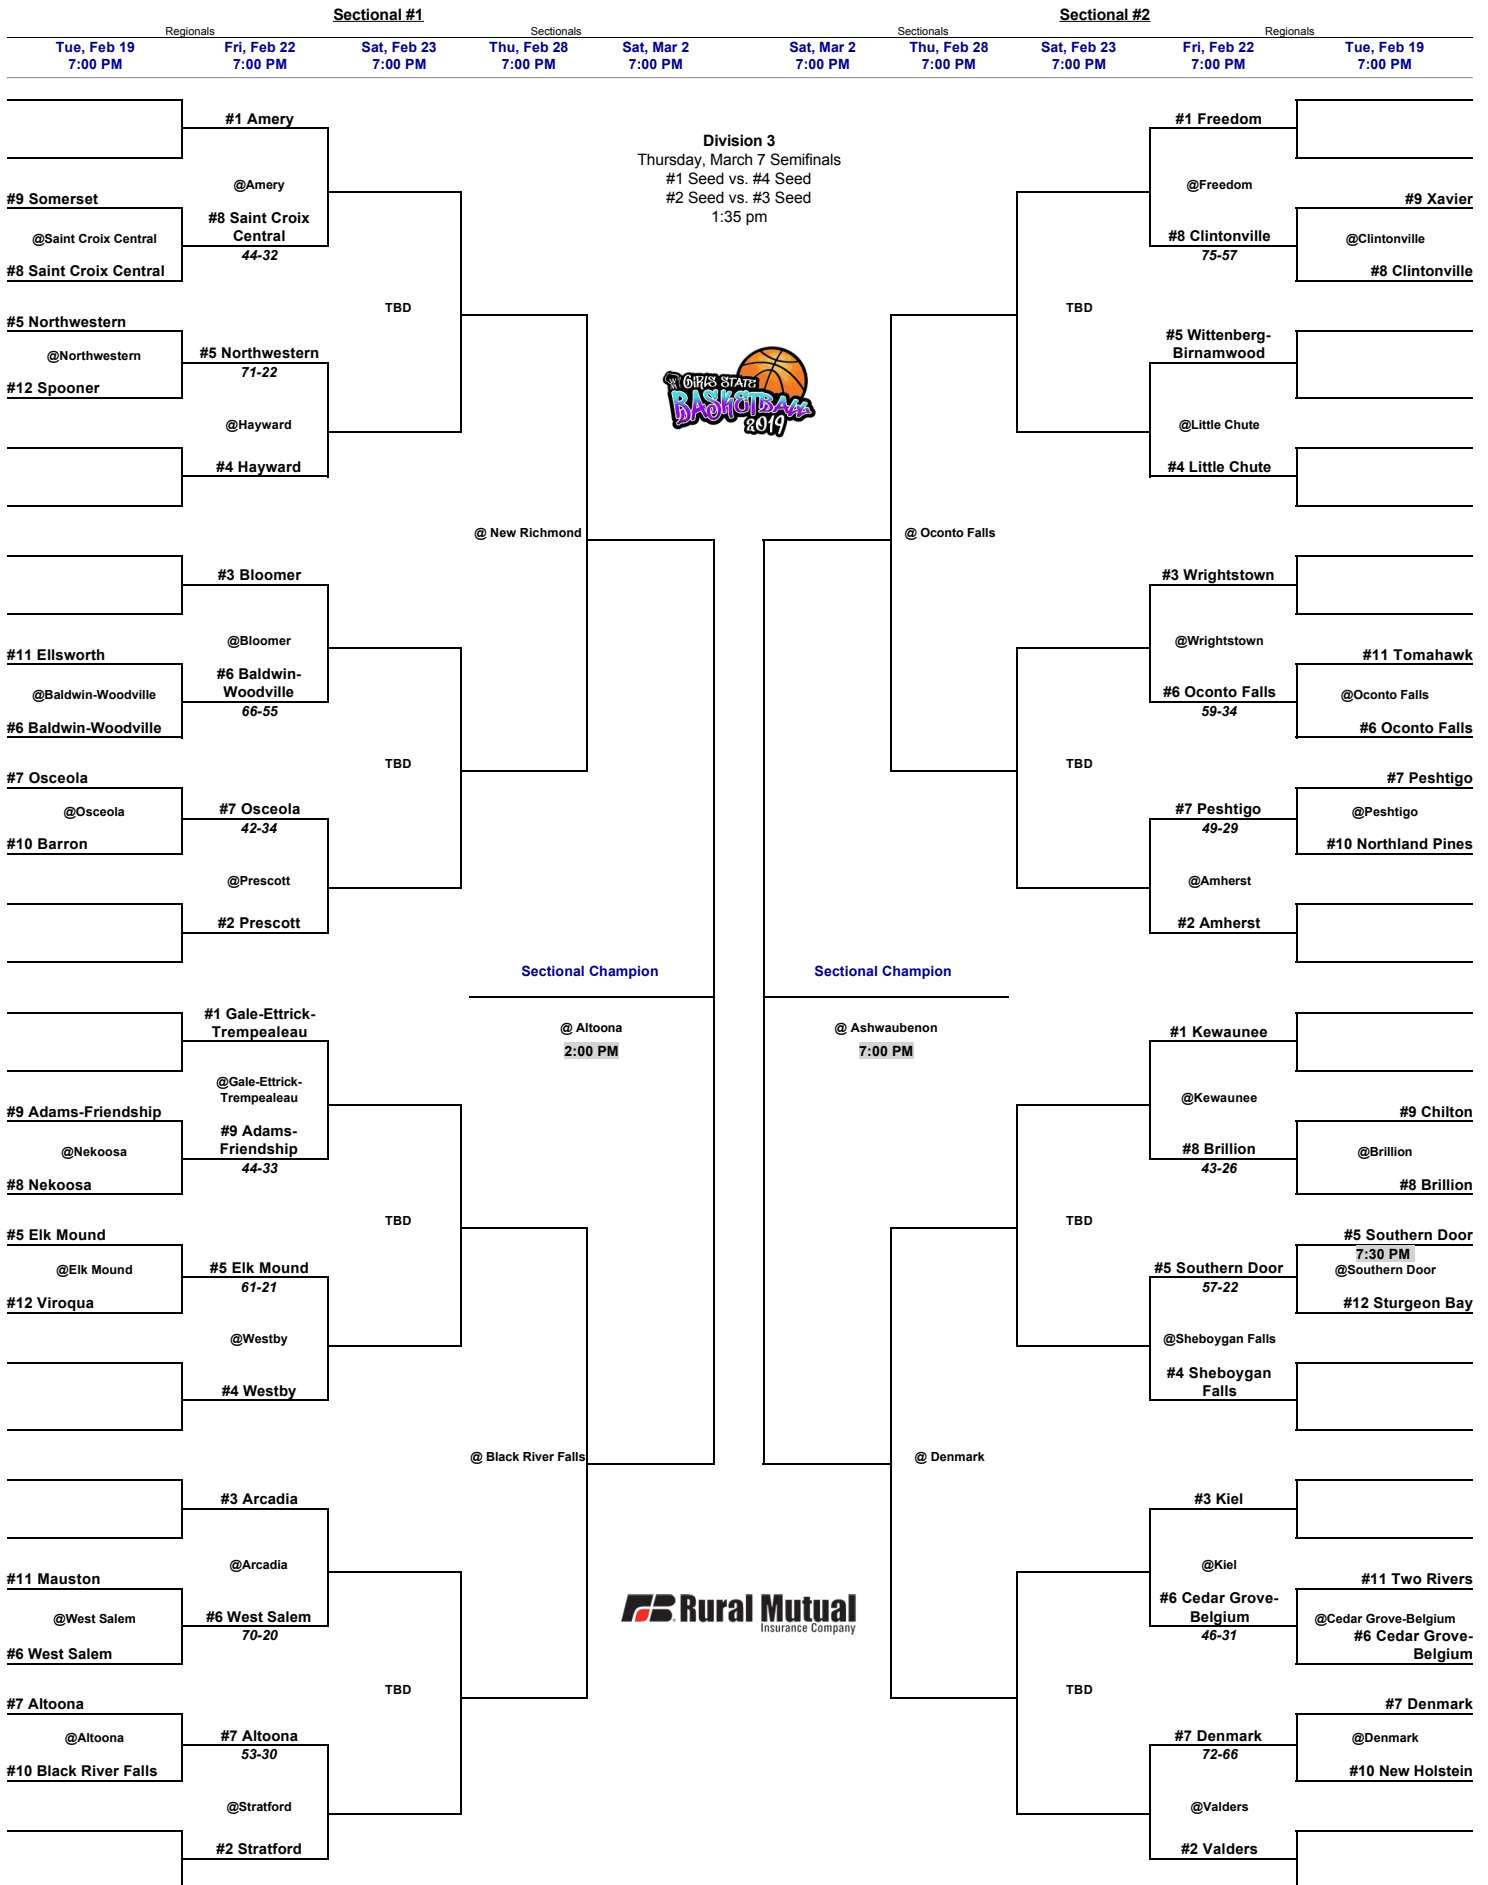 Sectional #1
Sectional #2
Regionals
Sectionals
Sectionals
Regionals
Tue, Feb 19
7:00 PM
Fri, Feb 22
7:00 PM
Sat, Feb 23
7:00 PM
Thu, Feb 28
7:00 PM
Sat, Mar 2
7:00 PM
Sat, Mar 2
7:00 PM
Thu, Feb 28
7:00 PM
Sat, Feb 23
7:00 PM
Fri, Feb 22
7:00 PM
Tue, Feb 19
7:00 PM
#1 Amery
@Amery
#9 Somerset
@Saint Croix Central
#8 Saint Croix Central
#8 Saint Croix
Central
44-32
TBD
#5 Northwestern
@Northwestern
#12 Spooner
#5 Northwestern
71-22
@Hayward
#4 Hayward
@ New Richmond
#3 Bloomer
@Bloomer
#11 Ellsworth
@Baldwin-Woodville
#6 Baldwin-Woodville
#6 Baldwin-
Woodville
66-55
TBD
#7 Osceola
@Osceola
#10 Barron
#7 Osceola
42-34
@Prescott
#2 Prescott
Sectional Champion
@ Altoona
2:00 PM
#1 Gale-Ettrick-
Trempealeau
@Gale-Ettrick-
Trempealeau
#9 Adams-Friendship
@Nekoosa
#8 Nekoosa
#9 Adams-
Friendship
44-33
TBD
#5 Elk Mound
@Elk Mound
#12 Viroqua
#5 Elk Mound
61-21
@Westby
#4 Westby
@ Black River Falls
#3 Arcadia
@Arcadia
#11 Mauston
@West Salem
#6 West Salem
#6 West Salem
70-20
TBD
#7 Altoona
@Altoona
#10 Black River Falls
#7 Altoona
53-30
@Stratford
#2 Stratford
Division 3
Thursday, March 7 Semifinals
#1 Seed vs. #4 Seed
#2 Seed vs. #3 Seed
1:35 pm
GIRLS STATE
BASKETBALL
2019
Rural Mutual
Insurance Company
#1 Freedom
@Freedom
#9 Xavier
@Clintonville
#8 Clintonville
#8 Clintonville
75-57
TBD
#5 Wittenberg-
Birnamwood
@Little Chute
#4 Little Chute
@ Oconto Falls
#3 Wrightstown
@Wrightstown
#11 Tomahawk
@Oconto Falls
#6 Oconto Falls
#6 Oconto Falls
59-34
TBD
#7 Peshtigo
@Peshtigo
#10 Northland Pines
#7 Peshtigo
49-29
@Amherst
#2 Amherst
Sectional Champion
@ Ashwaubenon
7:00 PM
#1 Kewaunee
@Kewaunee
#9 Chilton
@Brillion
#8 Brillion
#8 Brillion
43-26
TBD
#5 Southern Door
7:30 PM
@Southern Door
#12 Sturgeon Bay
#5 Southern Door
57-22
@Sheboygan Falls
#4 Sheboygan
Falls
@ Denmark
#3 Kiel
@Kiel
#11 Two Rivers
@Cedar Grove-Belgium
#6 Cedar Grove-
Belgium
#6 Cedar Grove-
Belgium
46-31
TBD
#7 Denmark
@Denmark
#10 New Holstein
#7 Denmark
72-66
@Valders
#2 Valders